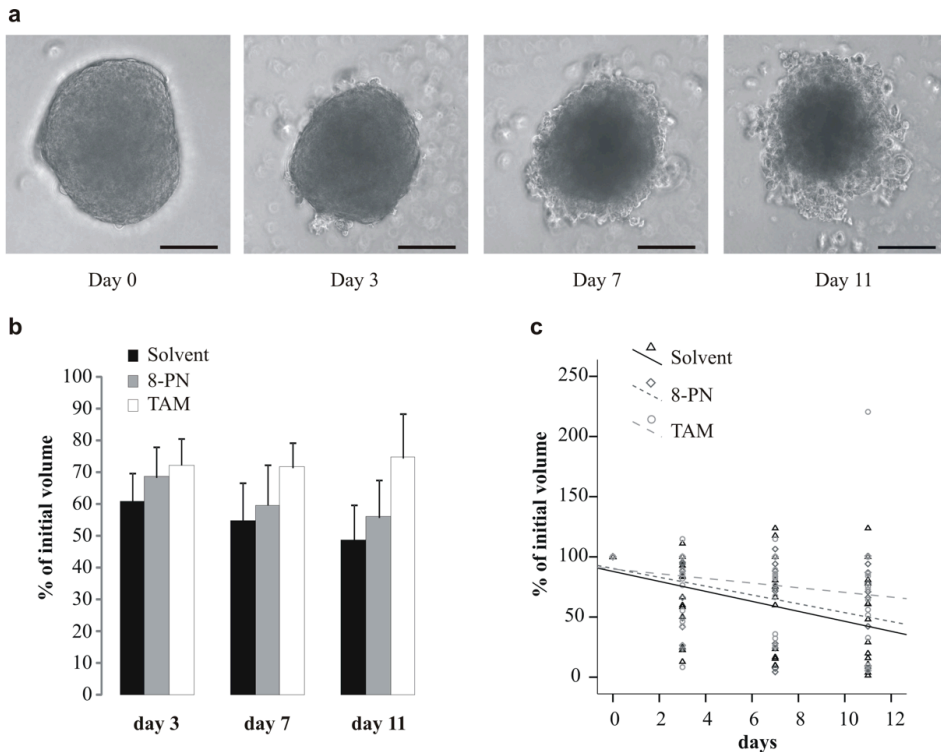 a
Day 0
Day 3
Day 7
Day 11
b
Solvent
8-PN
TAM
% of initial volume
100
90
80
70
60
50
40
30
20
10
0
day 3
day 7
day 11
c
Solvent
8-PN
TAM
% of initial volume
250
200
150
100
50
0
0 2 4 6 8 10 12
days